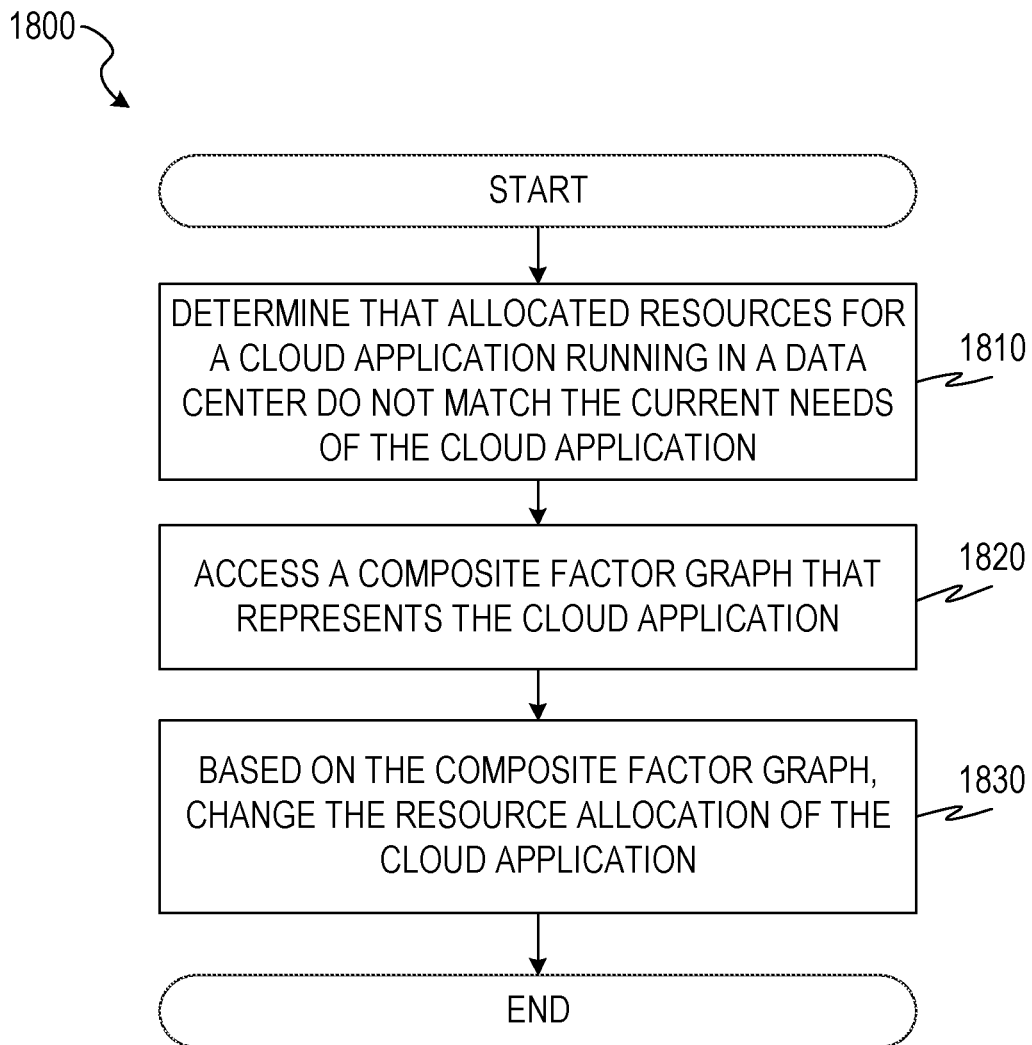 1800
START
DETERMINE THAT ALLOCATED RESOURCES FOR
A CLOUD APPLICATION RUNNING IN A DATA
CENTER DO NOT MATCH THE CURRENT NEEDS
OF THE CLOUD APPLICATION
1810
ACCESS A COMPOSITE FACTOR GRAPH THAT
REPRESENTS THE CLOUD APPLICATION
1820
BASED ON THE COMPOSITE FACTOR GRAPH,
CHANGE THE RESOURCE ALLOCATION OF THE
CLOUD APPLICATION
1830
END